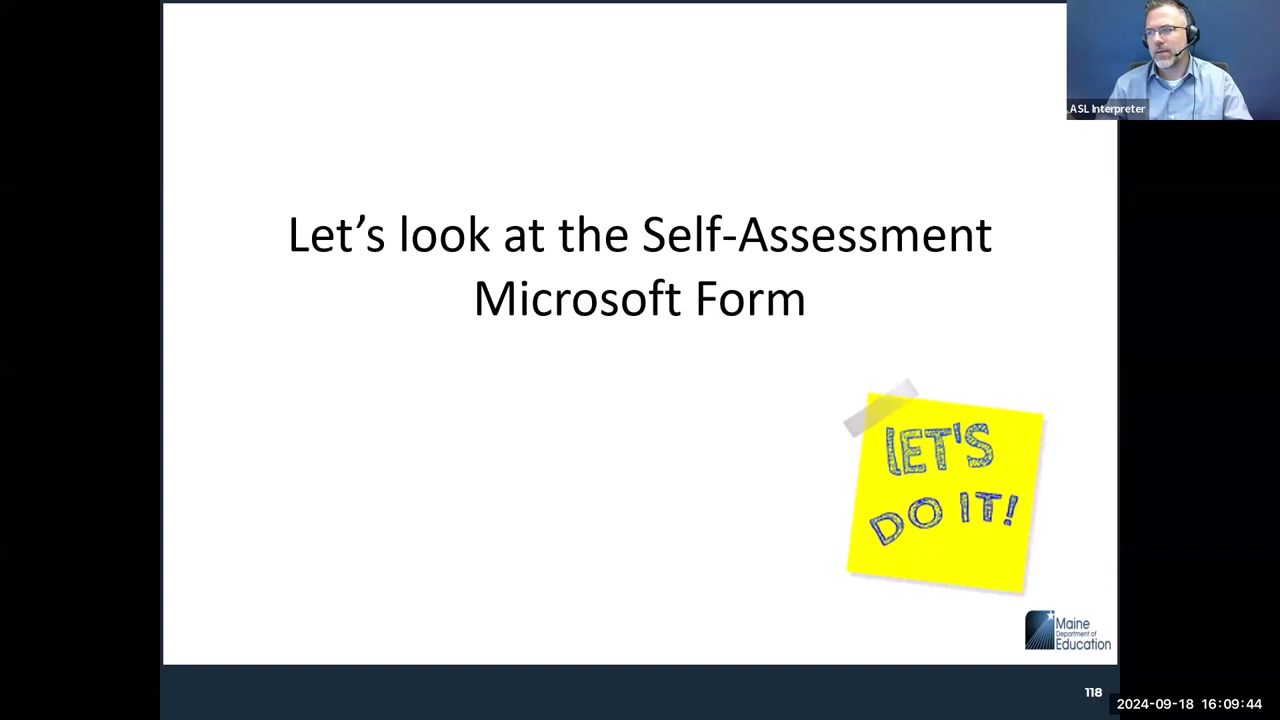 ASL Interpreter
Let's look at the Self-Assessment
Microsoft Form
LET'S
DO IT!
Maine
Department of
Education
118
2024-09-18 16:09:44